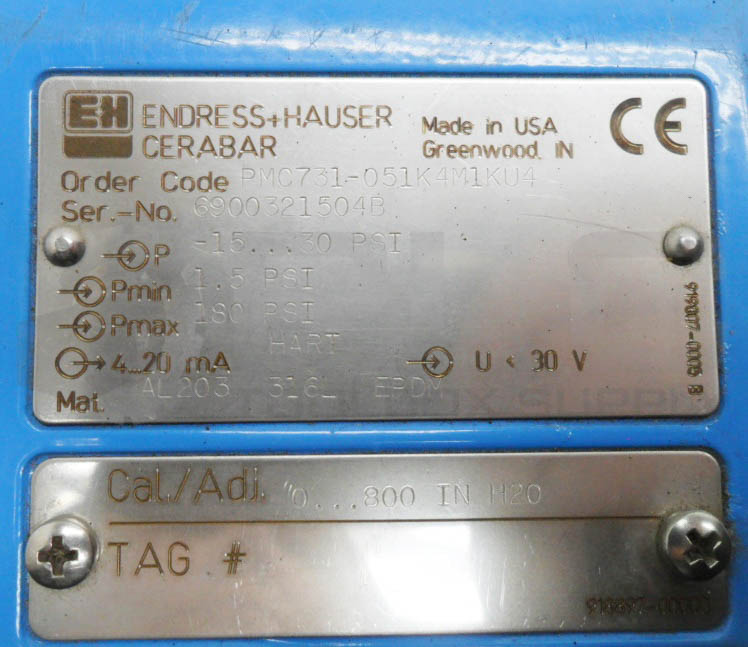 E+H ENDRESS+HAUSER
CERABAR
Made in USA
Greenwood, IN
CE
Order Code PMC731-051K4M1KU4
Ser.-No. 6900321504B
P -15...30 PSI
Pmin 1.5 PSI
Pmax 180 PSI
HART
4...20 mA
U < 30 V
Mat. AL203 316L EPDM
Cal./Adj. 0...800 IN H2O
TAG #